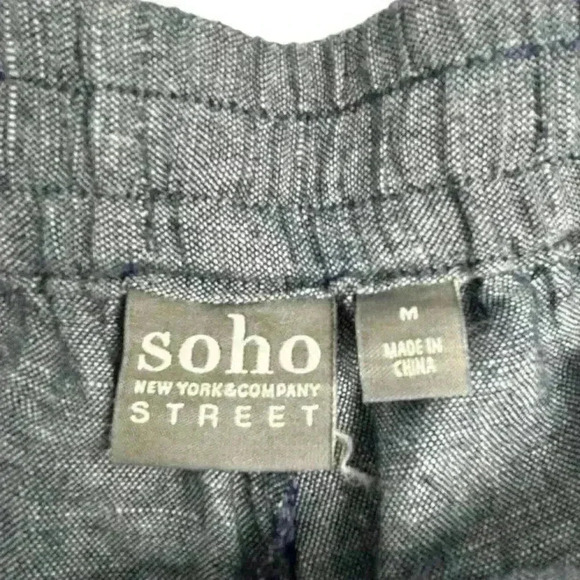 soho
NEW YORK&COMPANY
STREET
M
MADE IN
CHINA